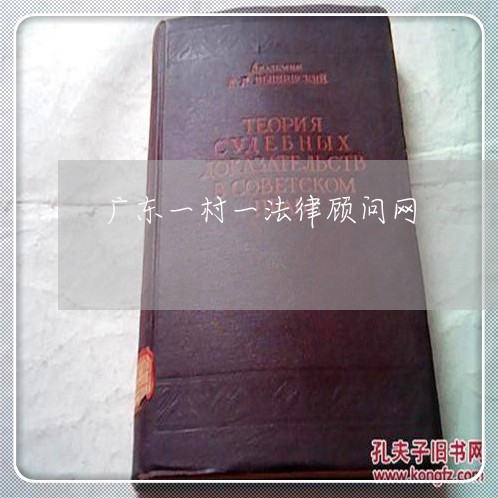 Академик
А. Я. ВЫШИНСКИЙ
ТЕОРИЯ
СУДЕБНЫХ
ДОКАЗАТЕЛЬСТВ
В СОВЕТСКОМ
广东一村一法律顾问网
孔夫子旧书网
www.kongfz.com